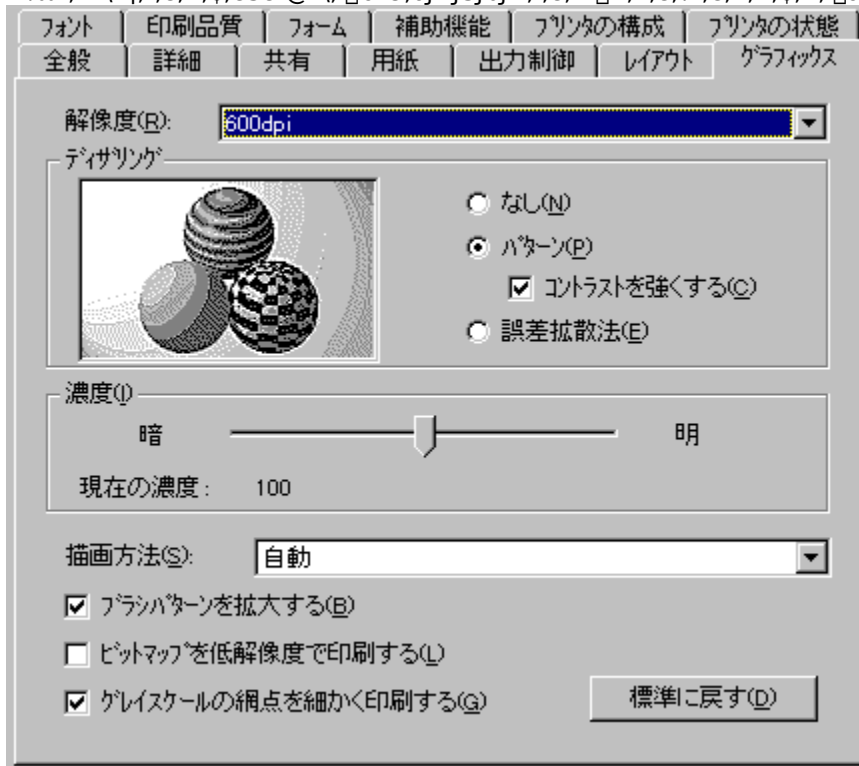 フォント 印刷品質 フォーム 補助機能 プリンタの構成 プリンタの状態
全般 詳細 共有 用紙 出力制御 レイアウト グラフィックス
解像度(R): 600dpi
ディザリング
なし(N)
パターン(P)
コントラストを強くする(C)
誤差拡散法(E)
濃度(I)
暗 明
現在の濃度: 100
描画方法(S): 自動
ブラシパターンを拡大する(B)
ビットマップを低解像度で印刷する(L)
グレイスケールの網点を細かく印刷する(G)
標準に戻す(D)